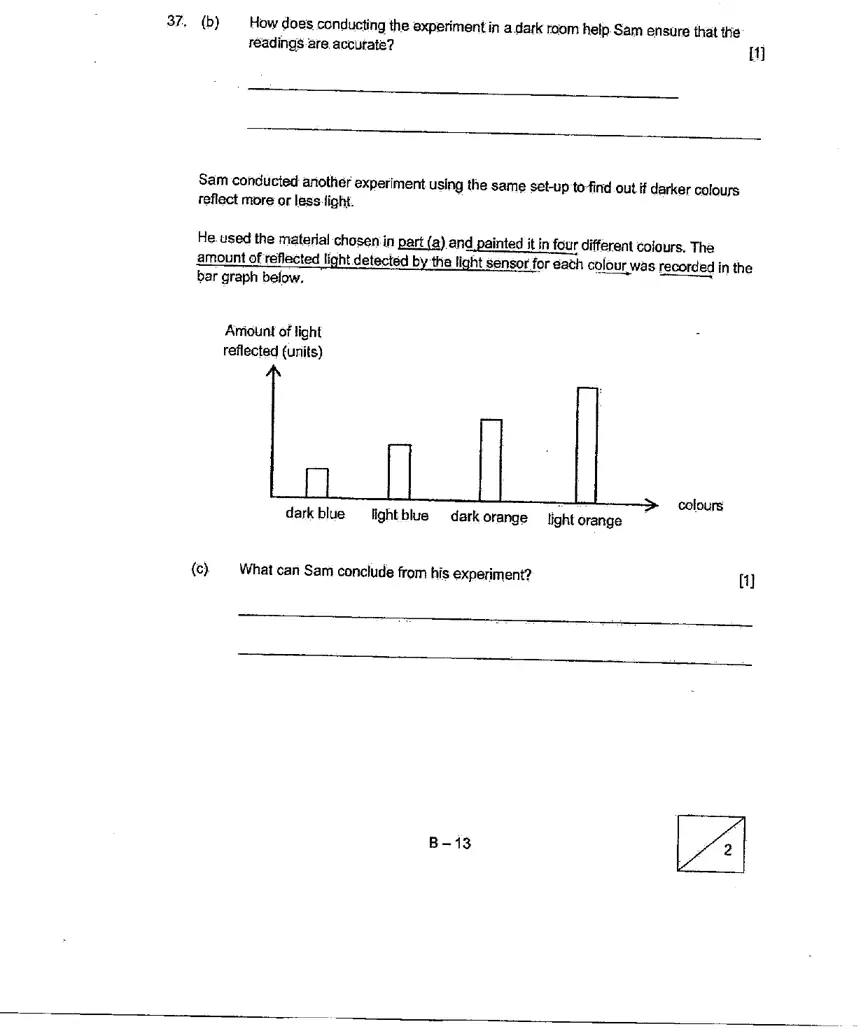 37. (b) How does conducting the experiment in a dark room help Sam ensure that the
readings are accurate?
[1]
Sam conducted another experiment using the same set-up to find out if darker colours
reflect more or less light.
He used the material chosen in part (a) and painted it in four different colours. The
amount of reflected light detected by the light sensor for each colour was recorded in the
bar graph below.
Amount of light
reflected (units)
colours
dark blue light blue dark orange light orange
(c) What can Sam conclude from his experiment?
[1]
B – 13
2